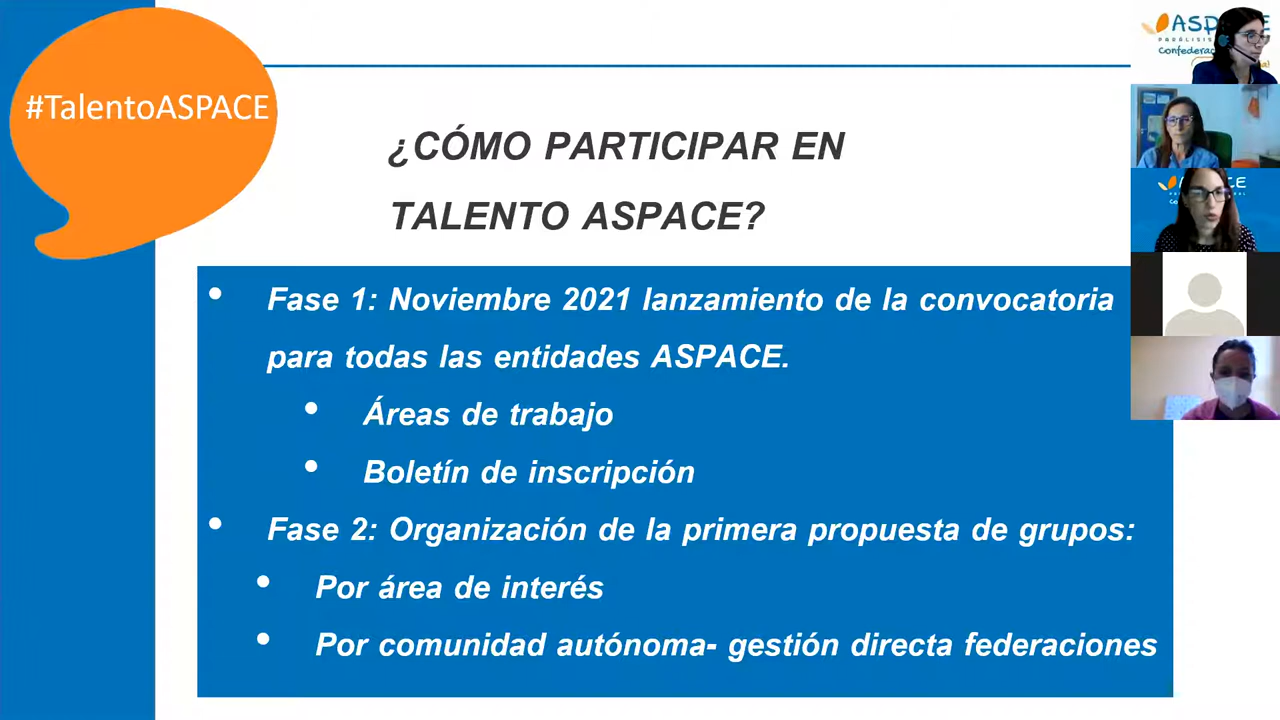 #TalentoASPACE
¿CÓMO PARTICIPAR EN
TALENTO ASPACE?
• Fase 1: Noviembre 2021 lanzamiento de la convocatoria
para todas las entidades ASPACE.
• Áreas de trabajo
• Boletín de inscripción
• Fase 2: Organización de la primera propuesta de grupos:
• Por área de interés
• Por comunidad autónoma- gestión directa federaciones